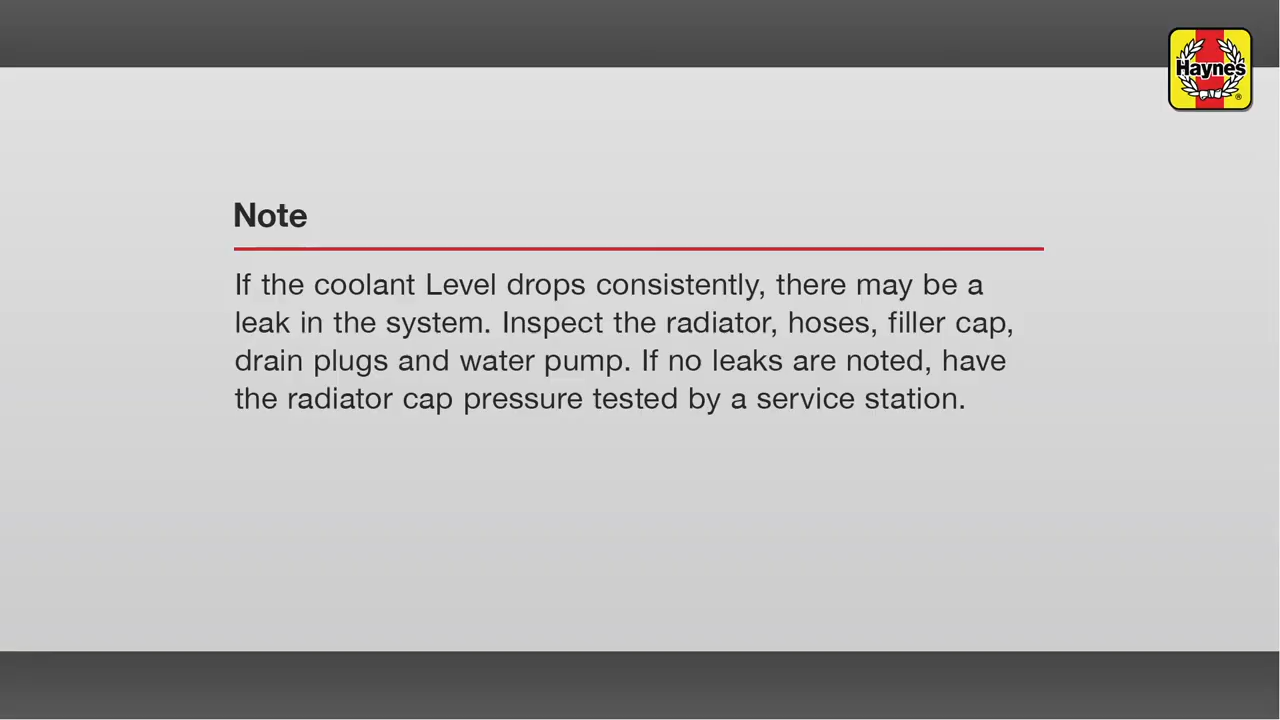 Haynes
Note
If the coolant Level drops consistently, there may be a
leak in the system. Inspect the radiator, hoses, filler cap,
drain plugs and water pump. If no leaks are noted, have
the radiator cap pressure tested by a service station.